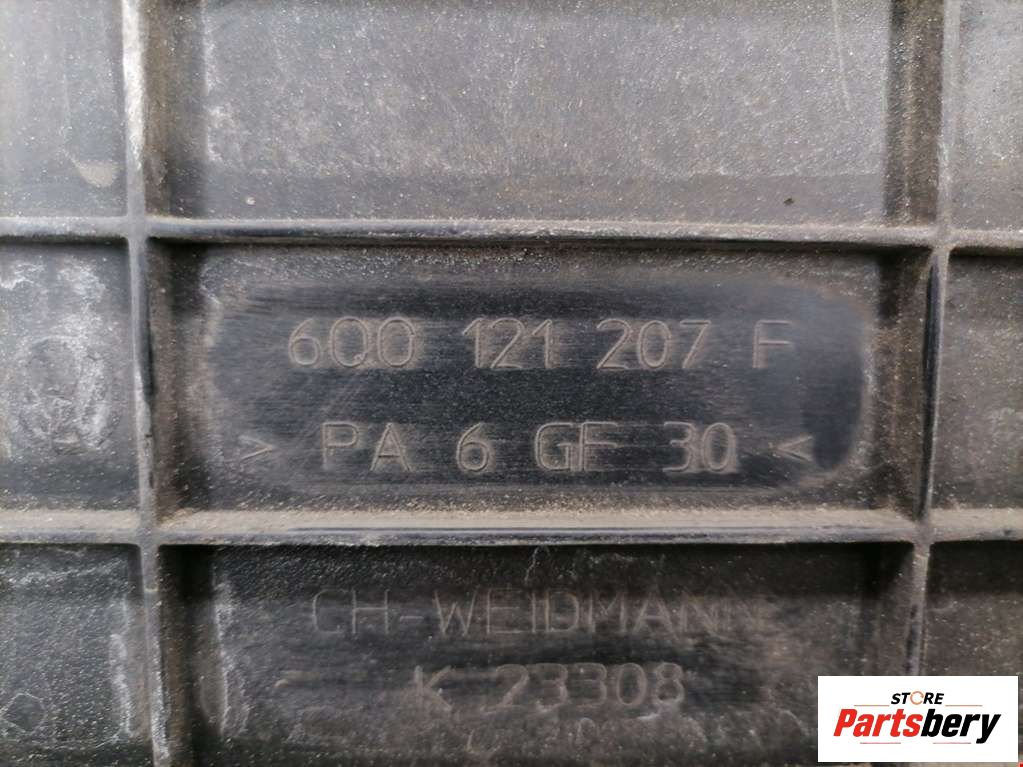 6Q0 121 207 F
> PA 6 GF 30 <
CH-WEIDMANN
K 23308
STORE
Partsbery